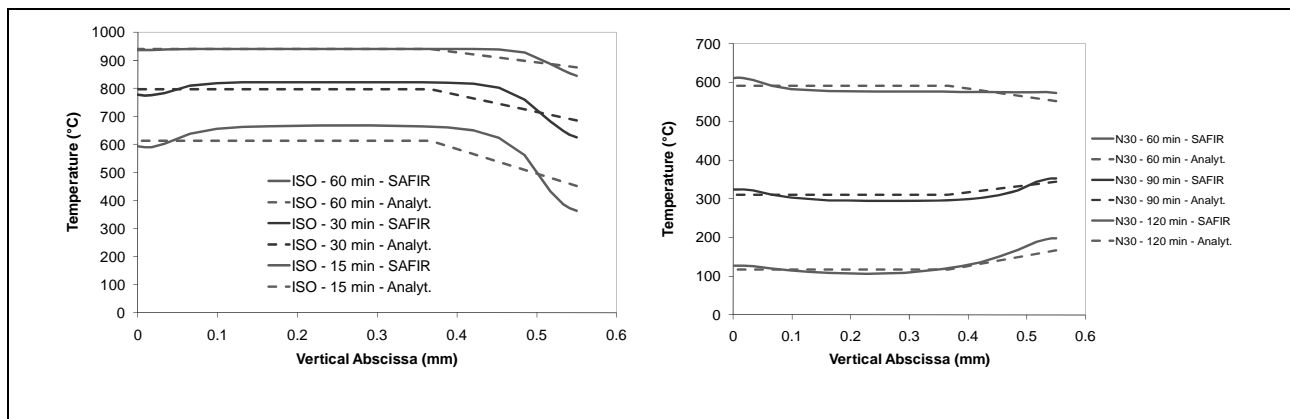 1000
900
800
700
600
500
400
300
200
100
0
Temperature (°C)
ISO - 60 min - SAFIR
ISO - 60 min - Analyt.
ISO - 30 min - SAFIR
ISO - 30 min - Analyt.
ISO - 15 min - SAFIR
ISO - 15 min - Analyt.
0 0.1 0.2 0.3 0.4 0.5 0.6
Vertical Abscissa (mm)
700
600
500
400
300
200
100
0
Temperature (°C)
0 0.1 0.2 0.3 0.4 0.5 0.6
Vertical Abscissa (mm)
N30 - 60 min - SAFIR
N30 - 60 min - Analyt.
N30 - 90 min - SAFIR
N30 - 90 min - Analyt.
N30 - 120 min - SAFIR
N30 - 120 min - Analyt.